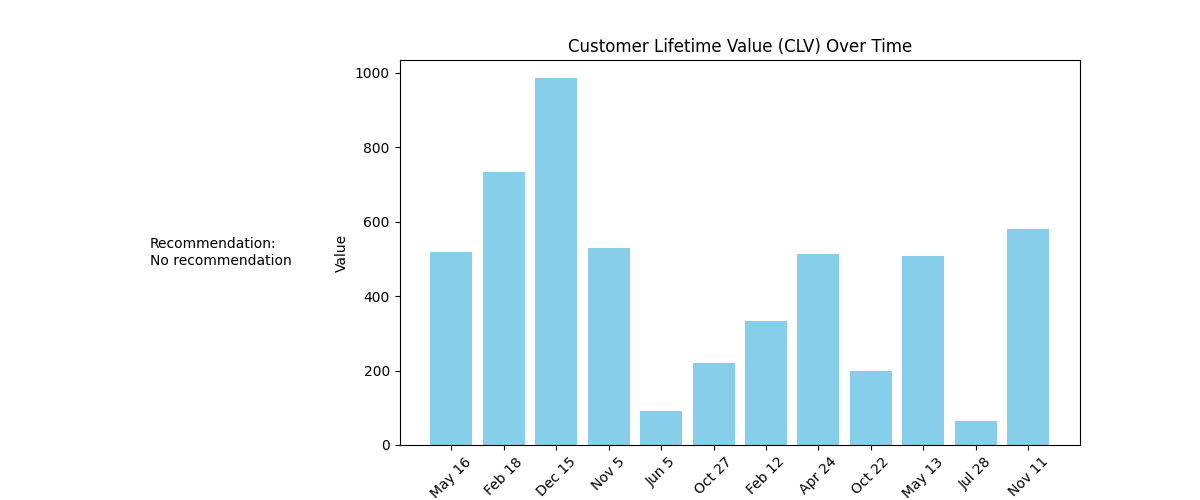 Customer Lifetime Value (CLV) Over Time
1000
800
600
400
200
0
Value
Recommendation:
No recommendation
May 16
Feb 18
Dec 15
Nov 5
Jun 5
Oct 27
Feb 12
Apr 24
Oct 22
May 13
Jul 28
Nov 11